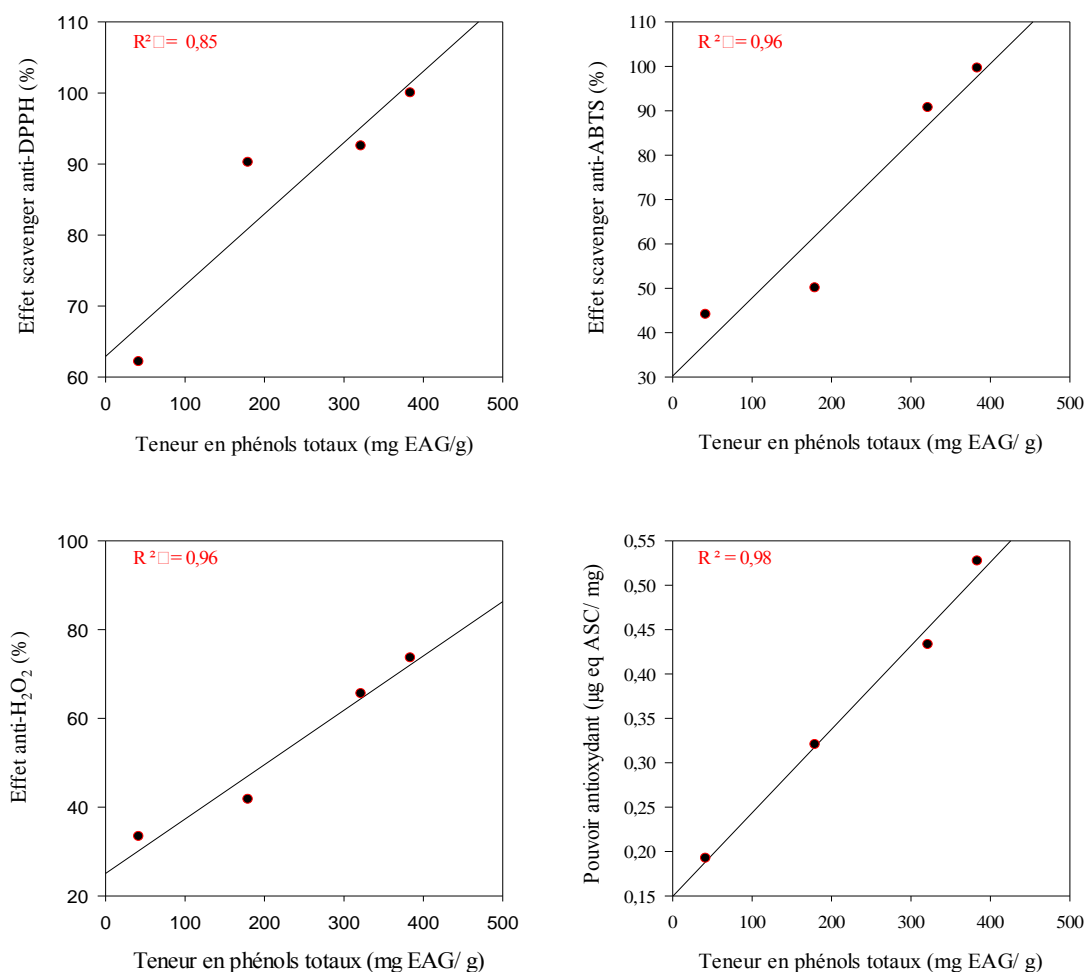 R²□= 0,85
Effet scavenger anti-DPPH (%)
110
100
90
80
70
60
0 100 200 300 400 500
Teneur en phénols totaux (mg EAG/g)
R ²□= 0,96
Effet scavenger anti-ABTS (%)
110
100
90
80
70
60
50
40
30
0 100 200 300 400 500
Teneur en phénols totaux (mg EAG/ g)
R ²□= 0,96
Effet anti-H₂O₂ (%)
100
80
60
40
20
0 100 200 300 400 500
Teneur en phénols totaux (mg EAG/ g)
R ² = 0,98
Pouvoir antioxydant (µg eq ASC/ mg)
0,55
0,50
0,45
0,40
0,35
0,30
0,25
0,20
0,15
0 100 200 300 400 500
Teneur en phénols totaux (mg EAG/ g)